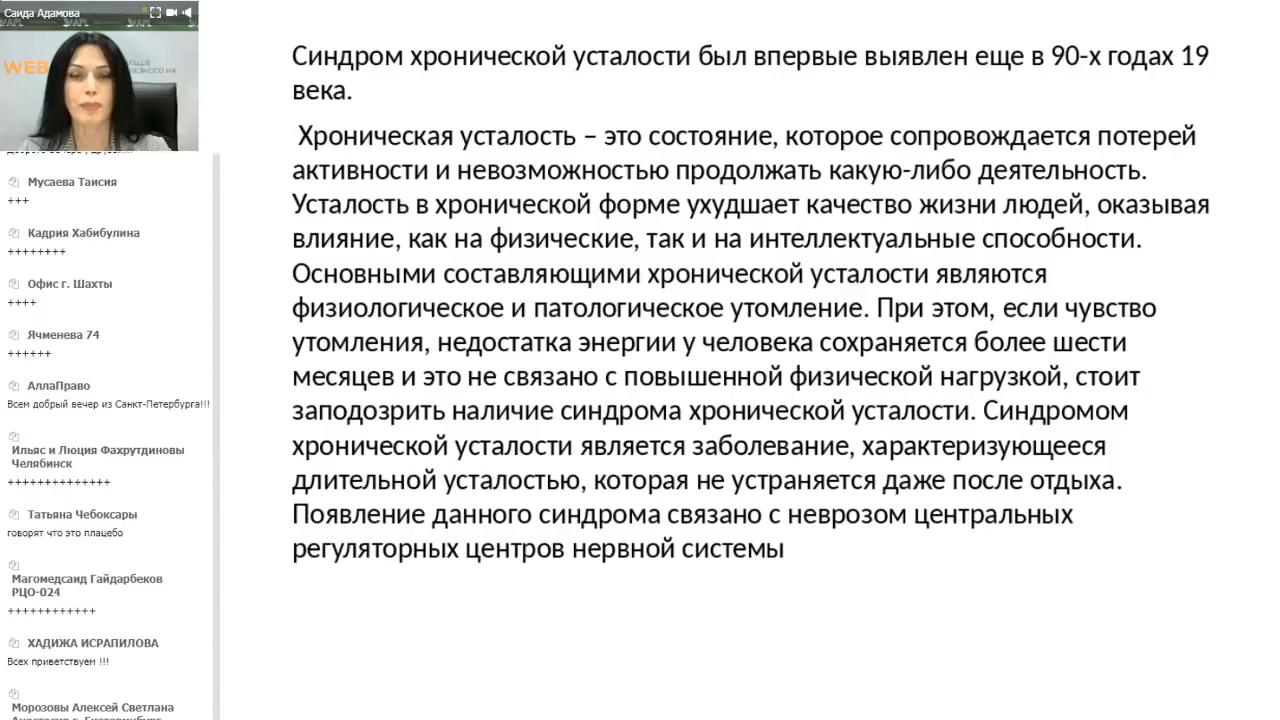 Саида Адамова
WEB
ЛЕЗНОГО НА
Мусаева Таисия
+++
Кадрия Хабибулина
++++++++
Офис г. Шахты
++++
Ячменева 74
++++++
АллаПраво
Всем добрый вечер из Санкт-Петербурга!!!
Ильяс и Люция Фахрутдиновы
Челябинск
++++++++++++++
Татьяна Чебоксары
говорят что это плацебо
Магомедсаид Гайдарбеков
РЦО-024
++++++++++++
ХАДИЖА ИСРАПИЛОВА
Всех приветствуем !!!
Морозовы Алексей Светлана
Синдром хронической усталости был впервые выявлен еще в 90-х годах 19
века.
Хроническая усталость – это состояние, которое сопровождается потерей
активности и невозможностью продолжать какую-либо деятельность.
Усталость в хронической форме ухудшает качество жизни людей, оказывая
влияние, как на физические, так и на интеллектуальные способности.
Основными составляющими хронической усталости являются
физиологическое и патологическое утомление. При этом, если чувство
утомления, недостатка энергии у человека сохраняется более шести
месяцев и это не связано с повышенной физической нагрузкой, стоит
заподозрить наличие синдрома хронической усталости. Синдромом
хронической усталости является заболевание, характеризующееся
длительной усталостью, которая не устраняется даже после отдыха.
Появление данного синдрома связано с неврозом центральных
регуляторных центров нервной системы